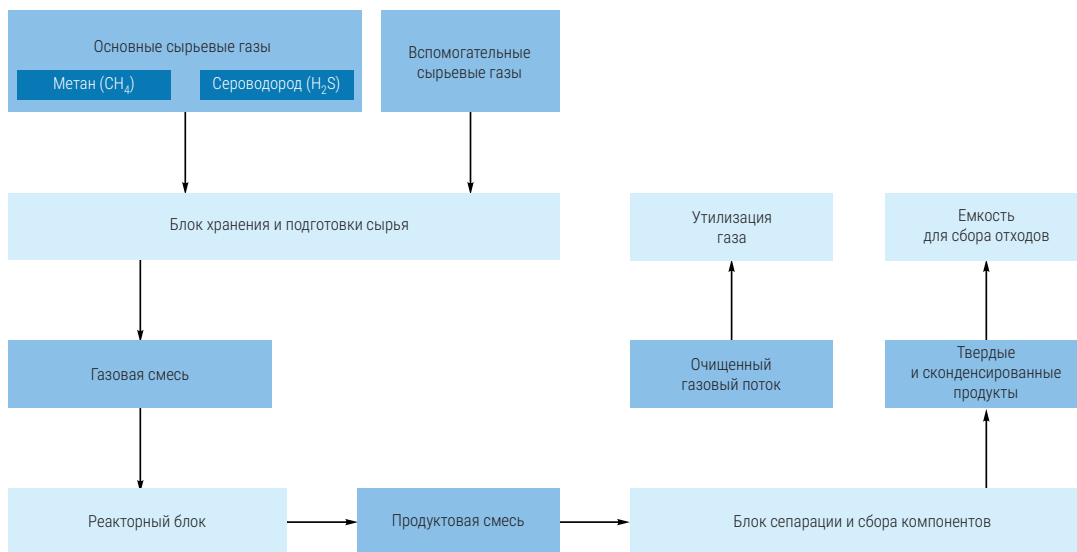 Основные сырьевые газы
Метан (CH₄)
Сероводород (H₂S)
Вспомогательные
сырьевые газы
Блок хранения и подготовки сырья
Утилизация
газа
Емкость
для сбора отходов
Газовая смесь
Очищенный
газовый поток
Твердые
и сконденсированные
продукты
Реакторный блок
Продуктовая смесь
Блок сепарации и сбора компонентов